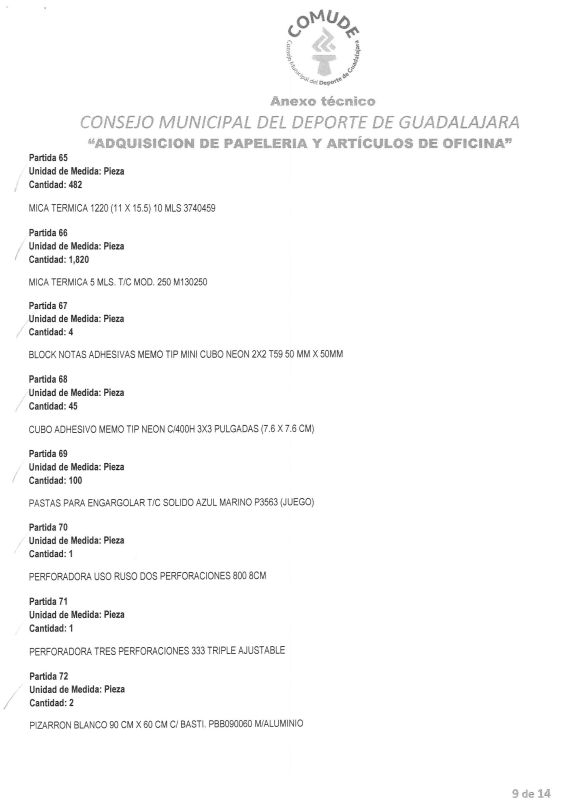 COMUDE
Consejo Municipal del Deporte de Guadalajara
Anexo técnico
CONSEJO MUNICIPAL DEL DEPORTE DE GUADALAJARA
“ADQUISICION DE PAPELERIA Y ARTÍCULOS DE OFICINA”
Partida 65
Unidad de Medida: Pieza
Cantidad: 482
MICA TERMICA 1220 (11 X 15.5) 10 MLS 3740459
Partida 66
Unidad de Medida: Pieza
Cantidad: 1,820
MICA TERMICA 5 MLS. T/C MOD. 250 M130250
Partida 67
Unidad de Medida: Pieza
Cantidad: 4
BLOCK NOTAS ADHESIVAS MEMO TIP MINI CUBO NEON 2X2 T59 50 MM X 50MM
Partida 68
Unidad de Medida: Pieza
Cantidad: 45
CUBO ADHESIVO MEMO TIP NEON C/400H 3X3 PULGADAS (7.6 X 7.6 CM)
Partida 69
Unidad de Medida: Pieza
Cantidad: 100
PASTAS PARA ENGARGOLAR T/C SOLIDO AZUL MARINO P3563 (JUEGO)
Partida 70
Unidad de Medida: Pieza
Cantidad: 1
PERFORADORA USO RUSO DOS PERFORACIONES 800 8CM
Partida 71
Unidad de Medida: Pieza
Cantidad: 1
PERFORADORA TRES PERFORACIONES 333 TRIPLE AJUSTABLE
Partida 72
Unidad de Medida: Pieza
Cantidad: 2
PIZARRON BLANCO 90 CM X 60 CM C/ BASTI. PBB090060 M/ALUMINIO
9 de 14